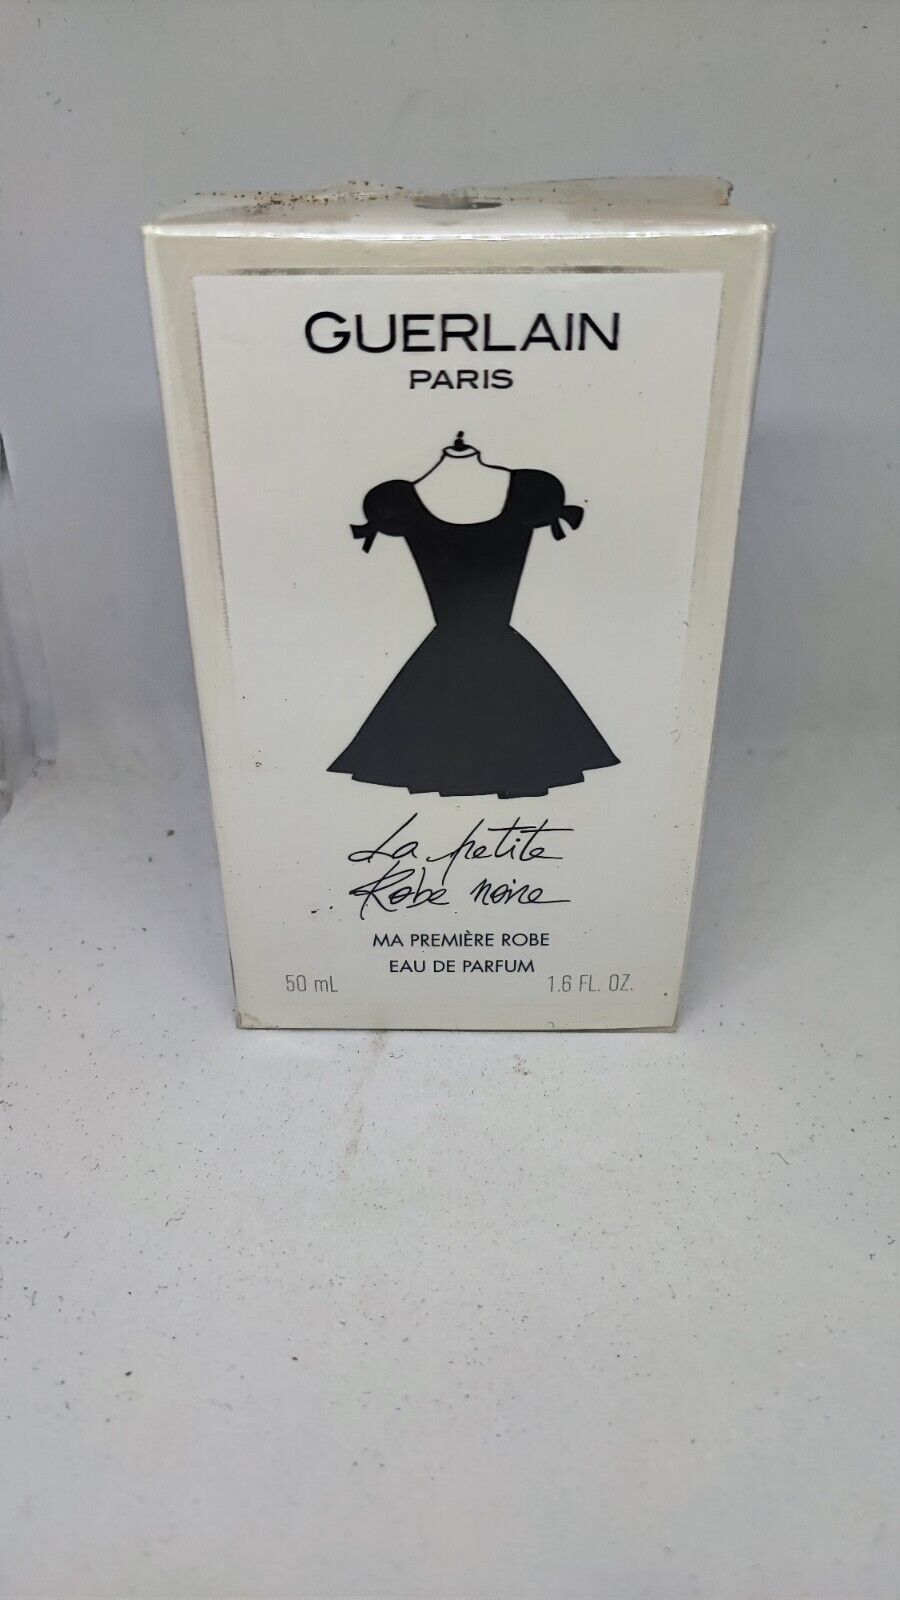 GUERLAIN
PARIS
La petite
Robe noire
MA PREMIÈRE ROBE
EAU DE PARFUM
50 mL 1.6 FL. OZ.